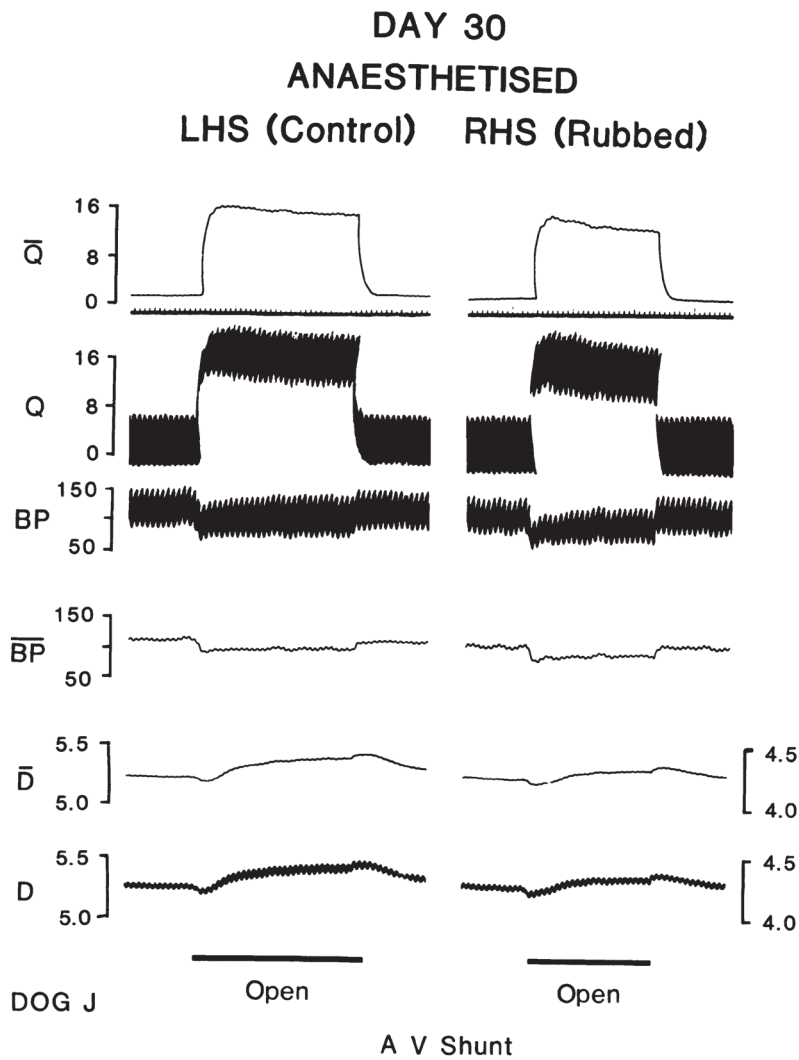 DAY 30
ANAESTHETISED
LHS (Control) RHS (Rubbed)
16
Q̅ 8
0
16
Q 8
0
150
BP
50
150
B̅P̅
50
5.5 4.5
D̅
5.0 4.0
5.5 4.5
D
5.0 4.0
Open Open
DOG J
A V Shunt